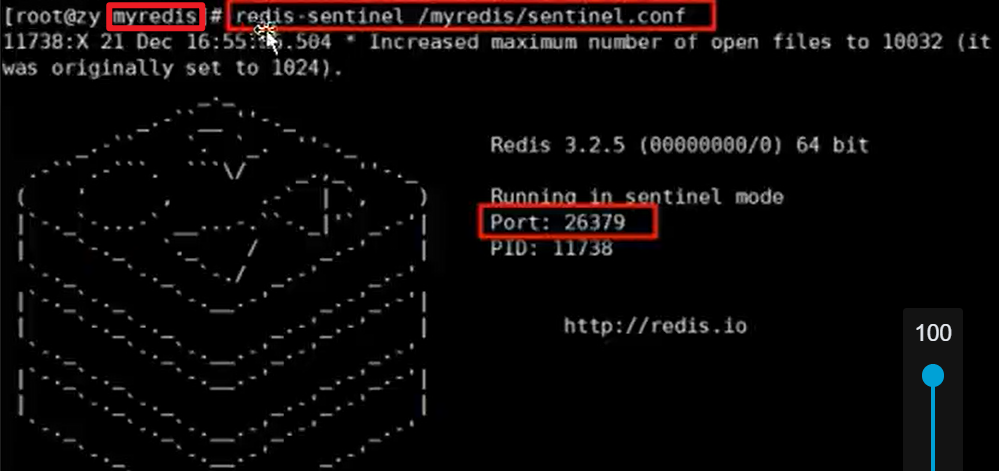 [root@zy myredis]# redis-sentinel /myredis/sentinel.conf
11738:X 21 Dec 16:55: .504 * Increased maximum number of open files to 10032 (it
was originally set to 1024).
Redis 3.2.5 (00000000/0) 64 bit
Running in sentinel mode
Port: 26379
PID: 11738
http://redis.io
100